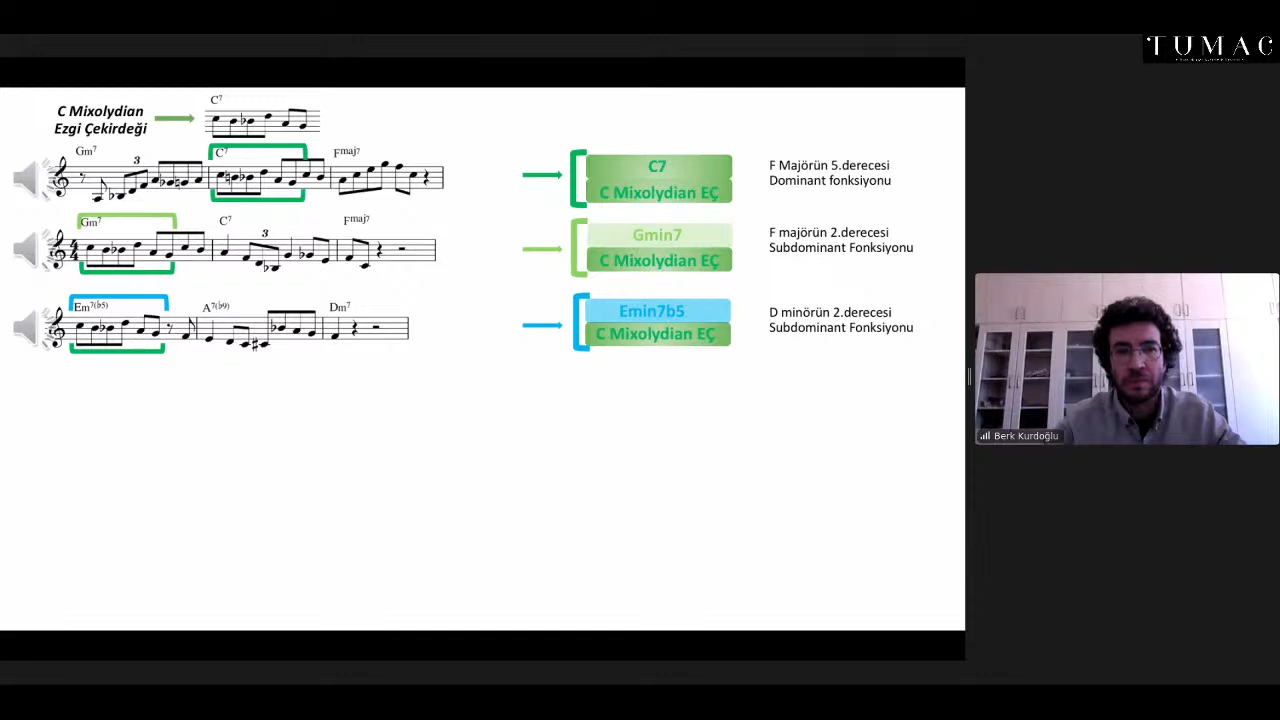 TUMAC
C Mixolydian
Ezgi Çekirdeği
C7
Gm7
3
C7
Fmaj7
C7
C Mixolydian EÇ
F Majörün 5.derecesi
Dominant fonksiyonu
Gm7
C7
3
Fmaj7
Gmin7
C Mixolydian EÇ
F majörün 2.derecesi
Subdominant Fonksiyonu
Em7(b5)
A7(b9)
Dm7
Emin7b5
C Mixolydian EÇ
D minörün 2.derecesi
Subdominant Fonksiyonu
Berk Kurdoğlu